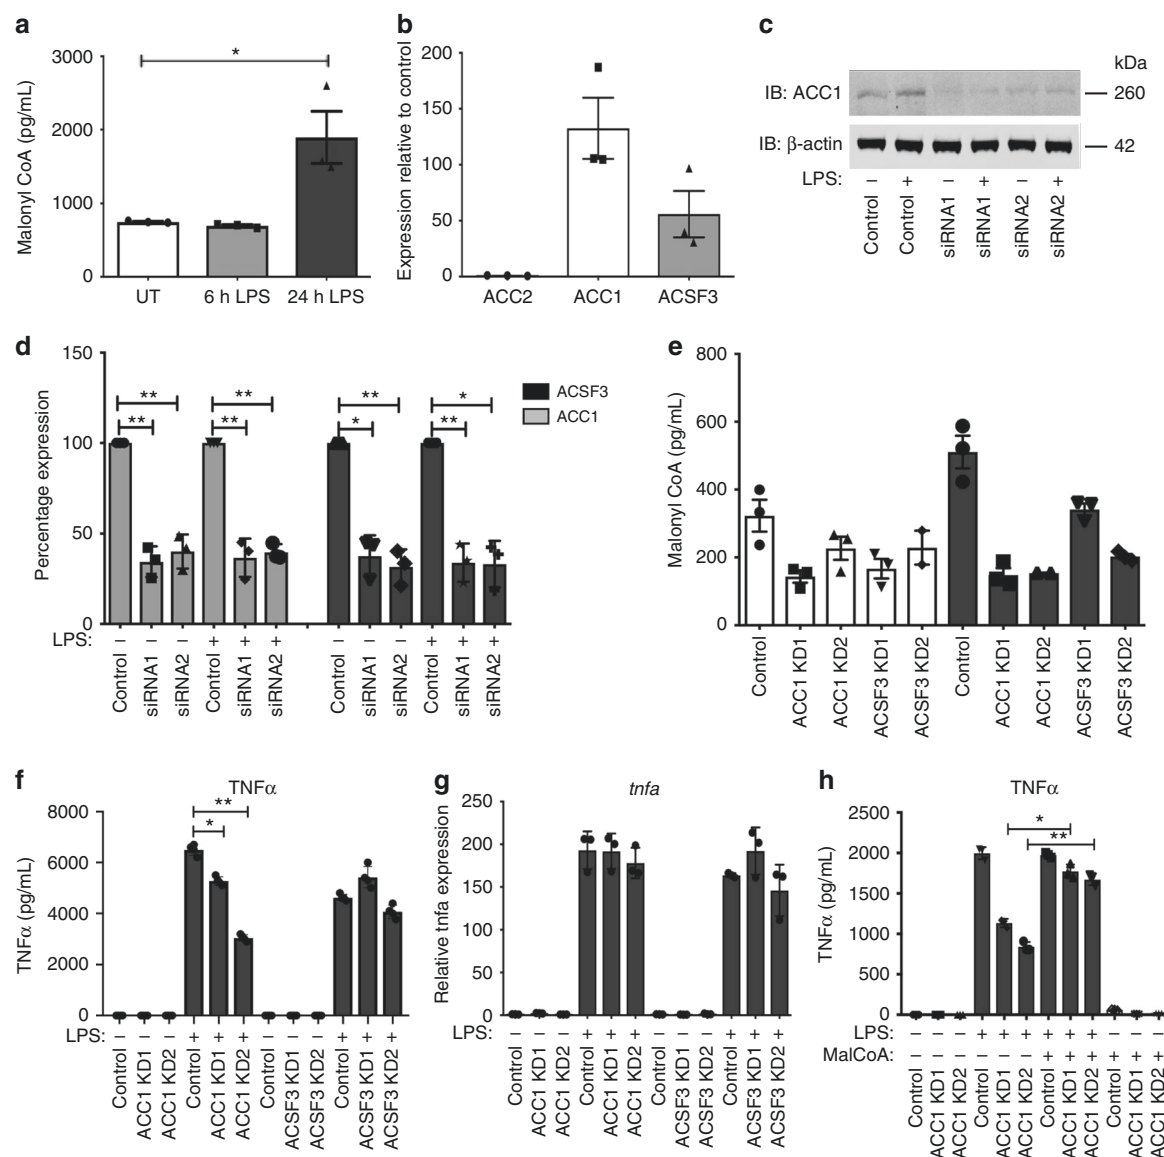 a
Malonyl CoA (pg/mL)
3000
2000
1000
0
*
UT
6 h LPS
24 h LPS
b
Expression relative to control
200
150
100
50
0
ACC2
ACC1
ACSF3
c
kDa
IB: ACC1
260
IB: β-actin
42
LPS: – + – + – +
Control
Control
siRNA1
siRNA1
siRNA2
siRNA2
d
Percentage expression
150
100
50
0
** ** * *
** ** * **
ACSF3
ACC1
LPS: – – – + + + – – – + + +
Control
siRNA1
siRNA2
Control
siRNA1
siRNA2
Control
siRNA1
siRNA2
Control
siRNA1
siRNA2
e
Malonyl CoA (pg/mL)
800
600
400
200
0
Control
ACC1 KD1
ACC1 KD2
ACSF3 KD1
ACSF3 KD2
Control
ACC1 KD1
ACC1 KD2
ACSF3 KD1
ACSF3 KD2
f
TNFα
TNFα (pg/mL)
8000
6000
4000
2000
0
**
*
LPS: – – – + + + – – – + + +
Control
ACC1 KD1
ACC1 KD2
Control
ACC1 KD1
ACC1 KD2
Control
ACSF3 KD1
ACSF3 KD2
Control
ACSF3 KD1
ACSF3 KD2
g
tnfa
Relative tnfa expression
250
200
150
100
50
0
LPS: – – – + + + – – – + + +
Control
ACC1 KD1
ACC1 KD2
Control
ACC1 KD1
ACC1 KD2
Control
ACSF3 KD1
ACSF3 KD2
Control
ACSF3 KD1
ACSF3 KD2
h
TNFα
TNFα (pg/mL)
2500
2000
1500
1000
500
0
*
**
LPS: – – – + + + + + + – – –
MalCoA: – – – – – – + + + + + +
Control
ACC1 KD1
ACC1 KD2
Control
ACC1 KD1
ACC1 KD2
Control
ACC1 KD1
ACC1 KD2
Control
ACC1 KD1
ACC1 KD2